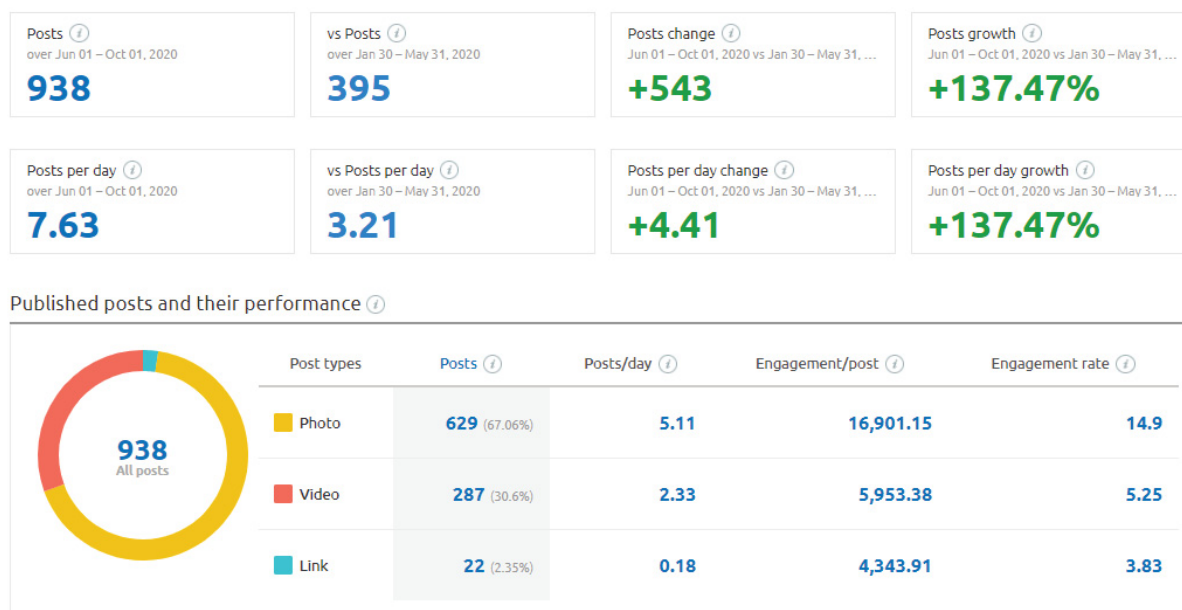 Posts
over Jun 01 – Oct 01, 2020
938
vs Posts
over Jan 30 – May 31, 2020
395
Posts change
Jun 01 – Oct 01, 2020 vs Jan 30 – May 31, ...
+543
Posts growth
Jun 01 – Oct 01, 2020 vs Jan 30 – May 31, ...
+137.47%
Posts per day
over Jun 01 – Oct 01, 2020
7.63
vs Posts per day
over Jan 30 – May 31, 2020
3.21
Posts per day change
Jun 01 – Oct 01, 2020 vs Jan 30 – May 31, ...
+4.41
Posts per day growth
Jun 01 – Oct 01, 2020 vs Jan 30 – May 31, ...
+137.47%
Published posts and their performance
938
All posts
Post types Posts Posts/day Engagement/post Engagement rate
Photo 629 (67.06%) 5.11 16,901.15 14.9
Video 287 (30.6%) 2.33 5,953.38 5.25
Link 22 (2.35%) 0.18 4,343.91 3.83